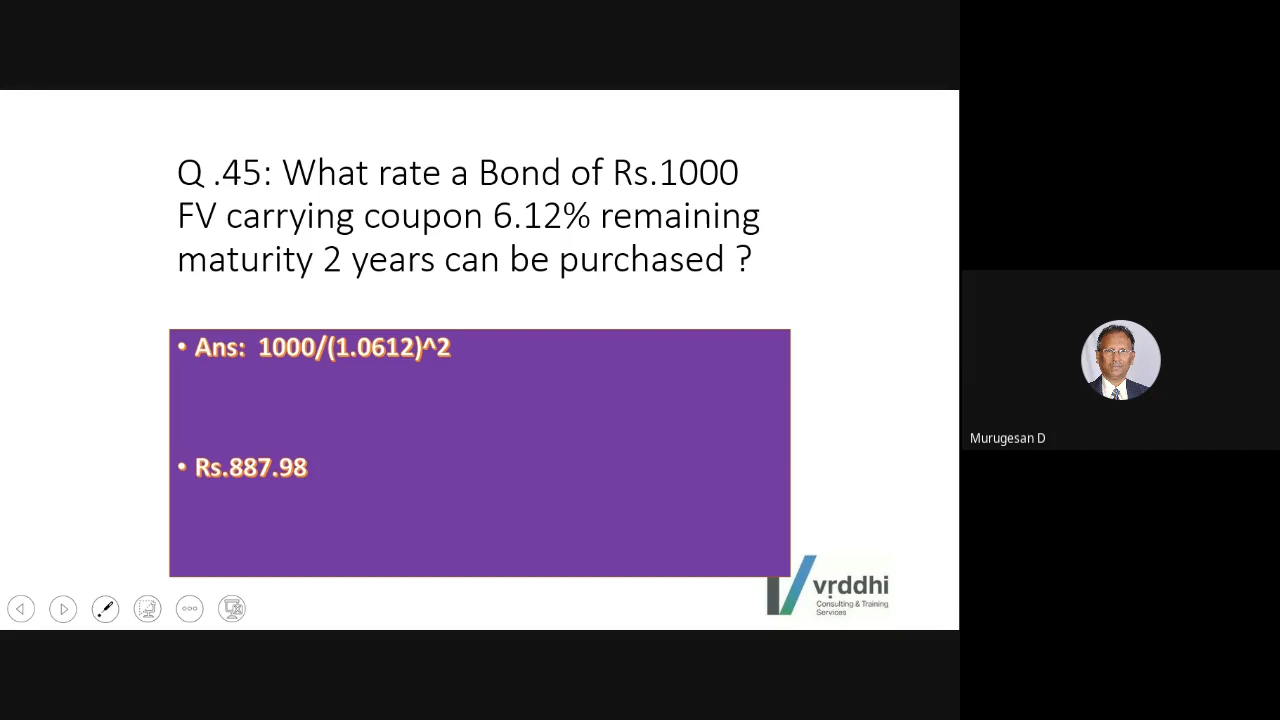 Q .45: What rate a Bond of Rs.1000
FV carrying coupon 6.12% remaining
maturity 2 years can be purchased ?
• Ans: 1000/(1.0612)^2
• Rs.887.98
vṛddhi
Consulting & Training
Services
Murugesan D